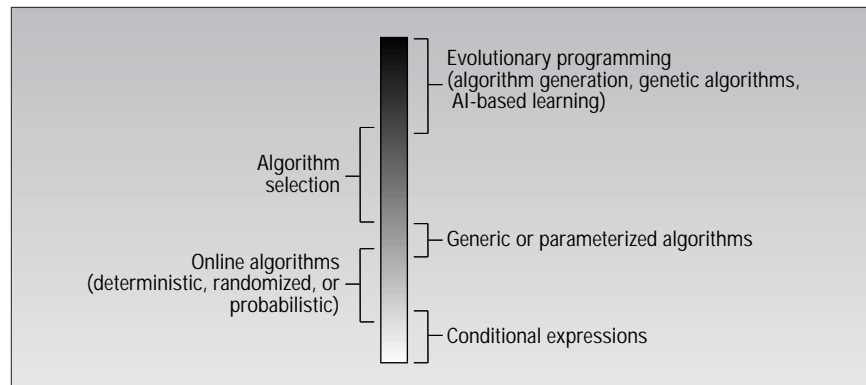 Evolutionary programming
(algorithm generation, genetic algorithms,
AI-based learning)
Algorithm
selection
Generic or parameterized algorithms
Online algorithms
(deterministic, randomized, or
probabilistic)
Conditional expressions